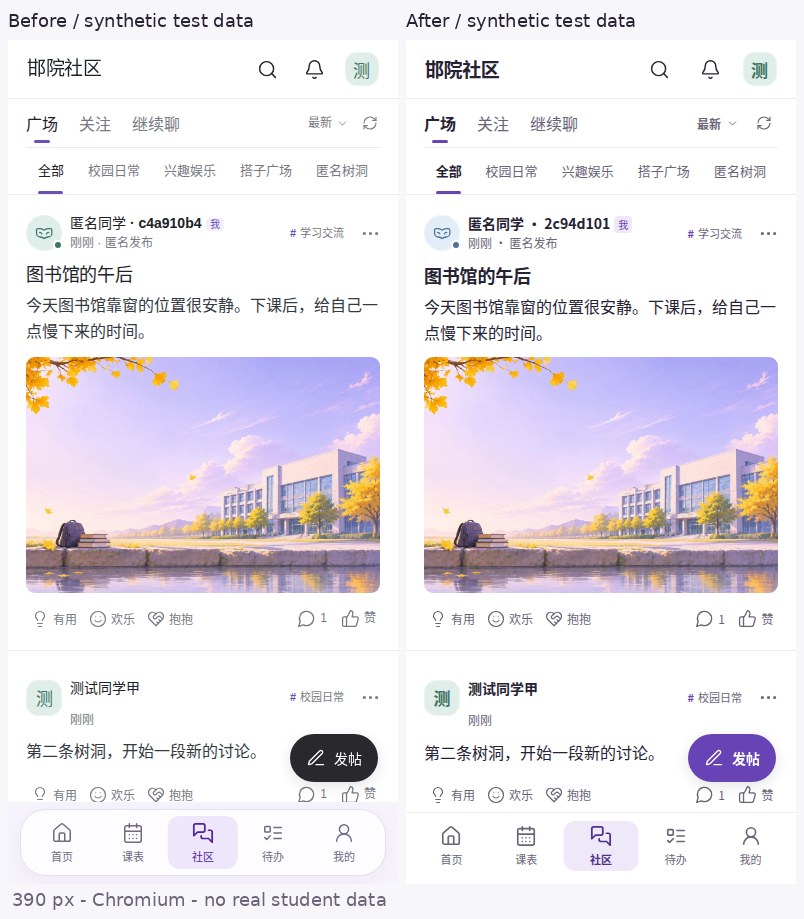 Before / synthetic test data
邯院社区
测
广场 关注 继续聊 最新
全部 校园日常 兴趣娱乐 搭子广场 匿名树洞
匿名同学 · c4a910b4 我
刚刚 · 匿名发布
# 学习交流
图书馆的午后
今天图书馆靠窗的位置很安静。下课后，给自己一
点慢下来的时间。
有用 欢乐 抱抱 1 赞
测
测试同学甲
刚刚
# 校园日常
第二条树洞，开始一段新的讨论。
发帖
有用 欢乐 抱抱 1 赞
首页 课表 社区 待办 我的
After / synthetic test data
邯院社区
测
广场 关注 继续聊 最新
全部 校园日常 兴趣娱乐 搭子广场 匿名树洞
匿名同学 · 2c94d101 我
刚刚 · 匿名发布
# 学习交流
图书馆的午后
今天图书馆靠窗的位置很安静。下课后，给自己一
点慢下来的时间。
有用 欢乐 抱抱 1 赞
测
测试同学甲
刚刚
# 校园日常
第二条树洞，开始一段新的讨论。
发帖
有用 欢乐 抱抱 1 赞
首页 课表 社区 待办 我的
390 px - Chromium - no real student data